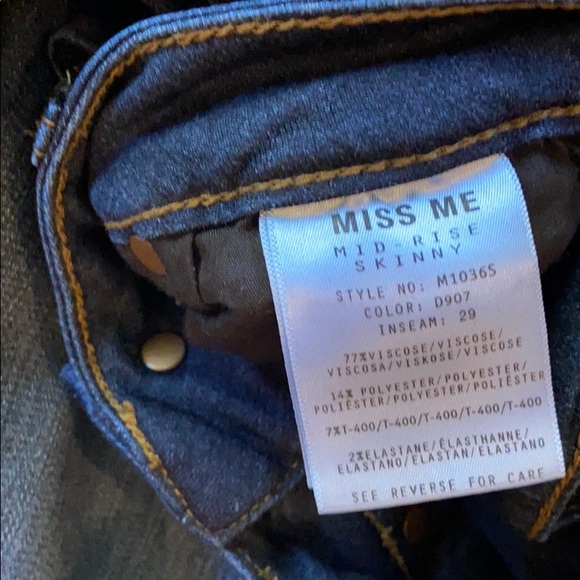 MISS ME
MID-RISE
SKINNY
STYLE NO: M10365
COLOR: D907
INSEAM: 29
77%VISCOSE/VISCOSE/
VISCOSA/VISKOSE/VISCOSE
14% POLYESTER/POLYESTER/
POLIÉSTER/POLYESTER/POLIÉSTER
7%T-400/T-400/T-400/T-400/T-400
2%ELASTANE/ÉLASTHANNE/
ELASTANO/ELASTAN/ELASTANO
SEE REVERSE FOR CARE